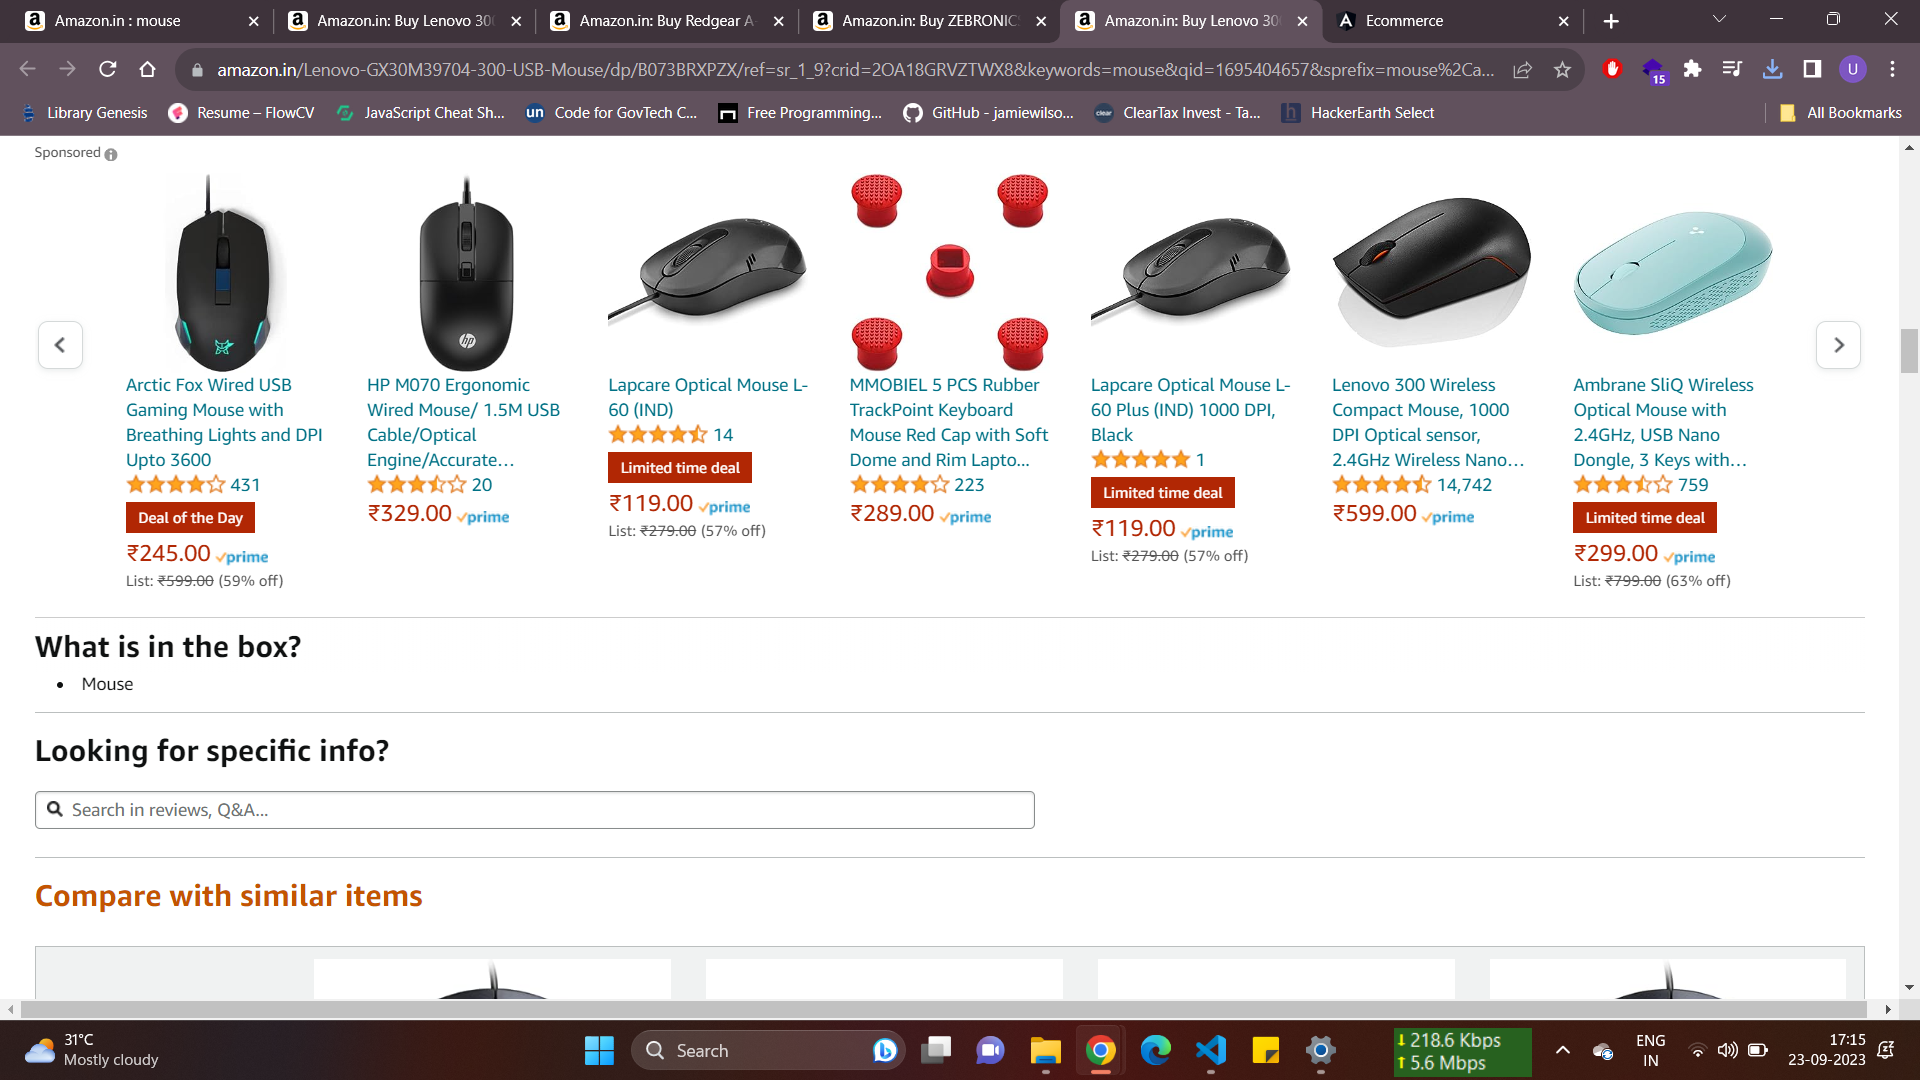 Amazon.in : mouse
Amazon.in: Buy Lenovo 30
Amazon.in: Buy Redgear A
Amazon.in: Buy ZEBRONIC
Amazon.in: Buy Lenovo 30
Ecommerce
amazon.in/Lenovo-GX30M39704-300-USB-Mouse/dp/B073BRXPZX/ref=sr_1_9?crid=2OA18GRVZTWX8&keywords=mouse&qid=1695404657&sprefix=mouse%2Ca...
15
U
Library Genesis
Resume – FlowCV
JavaScript Cheat Sh...
un
Code for GovTech C...
Free Programming...
GitHub - jamiewilso...
clear
ClearTax Invest - Ta...
h
HackerEarth Select
All Bookmarks
Sponsored
Arctic Fox Wired USB
Gaming Mouse with
Breathing Lights and DPI
Upto 3600
431
Deal of the Day
₹245.00 prime
List: ₹599.00 (59% off)
hp
HP M070 Ergonomic
Wired Mouse/ 1.5M USB
Cable/Optical
Engine/Accurate...
20
₹329.00 prime
Lapcare Optical Mouse L-
60 (IND)
14
Limited time deal
₹119.00 prime
List: ₹279.00 (57% off)
MMOBIEL 5 PCS Rubber
TrackPoint Keyboard
Mouse Red Cap with Soft
Dome and Rim Lapto...
223
₹289.00 prime
Lapcare Optical Mouse L-
60 Plus (IND) 1000 DPI,
Black
1
Limited time deal
₹119.00 prime
List: ₹279.00 (57% off)
Lenovo 300 Wireless
Compact Mouse, 1000
DPI Optical sensor,
2.4GHz Wireless Nano...
14,742
₹599.00 prime
Ambrane SliQ Wireless
Optical Mouse with
2.4GHz, USB Nano
Dongle, 3 Keys with...
759
Limited time deal
₹299.00 prime
List: ₹799.00 (63% off)
What is in the box?
• Mouse
Looking for specific info?
Search in reviews, Q&A...
Compare with similar items
31°C
Mostly cloudy
Search
218.6 Kbps
5.6 Mbps
ENG
IN
17:15
23-09-2023